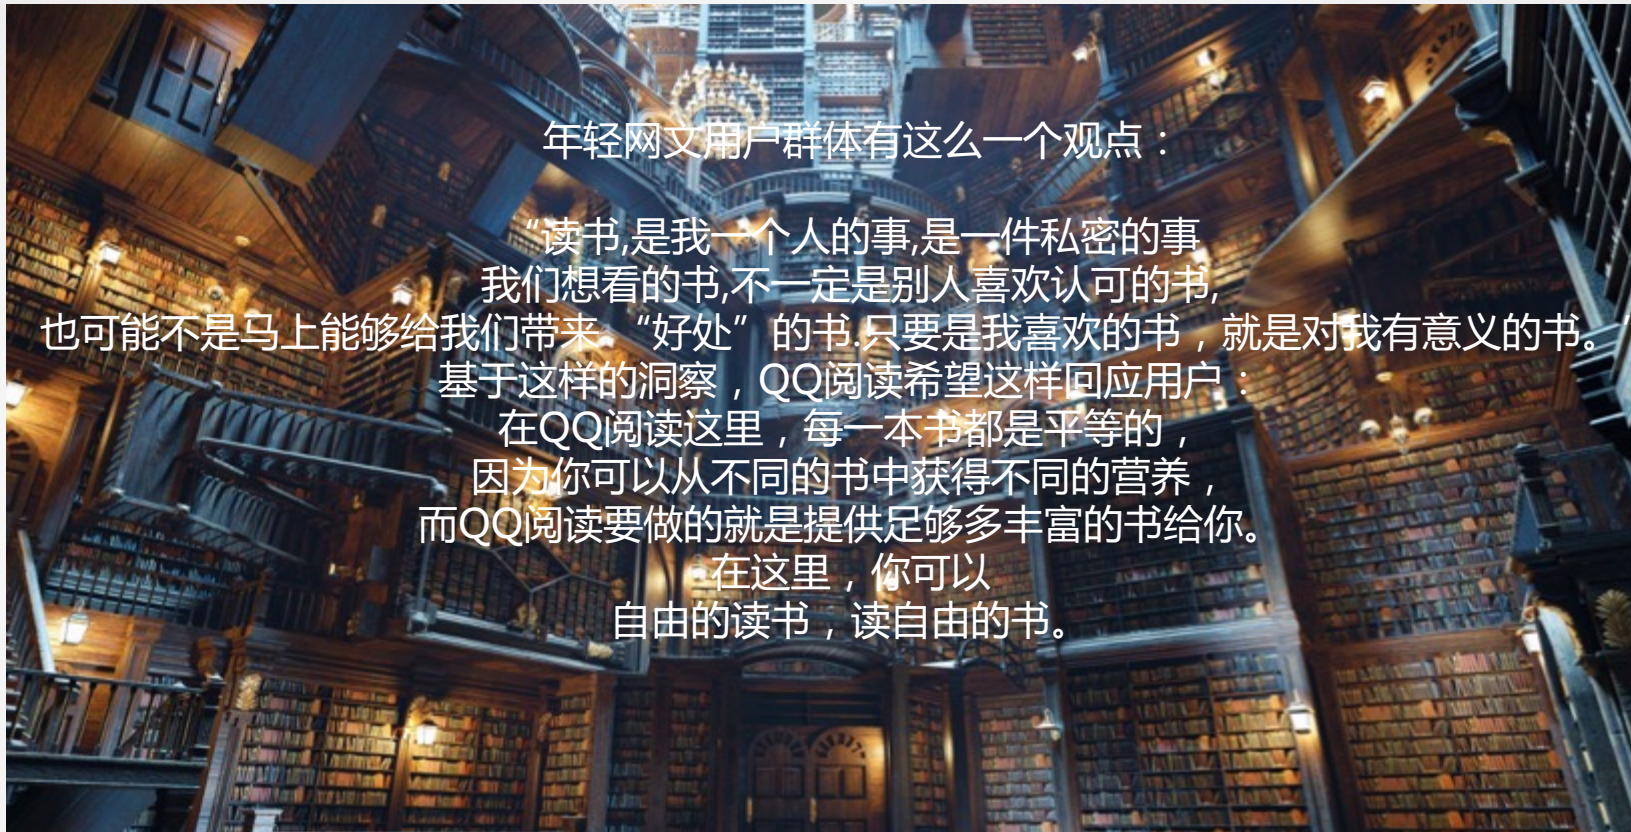 年轻网文用户群体有这么一个观点：
“读书,是我一个人的事,是一件私密的事
我们想看的书,不一定是别人喜欢认可的书,
也可能不是马上能够给我们带来 “好处”的书.只要是我喜欢的书，就是对我有意义的书。”
基于这样的洞察，QQ阅读希望这样回应用户：
在QQ阅读这里，每一本书都是平等的，
因为你可以从不同的书中获得不同的营养，
而QQ阅读要做的就是提供足够多丰富的书给你。
在这里，你可以
自由的读书，读自由的书。